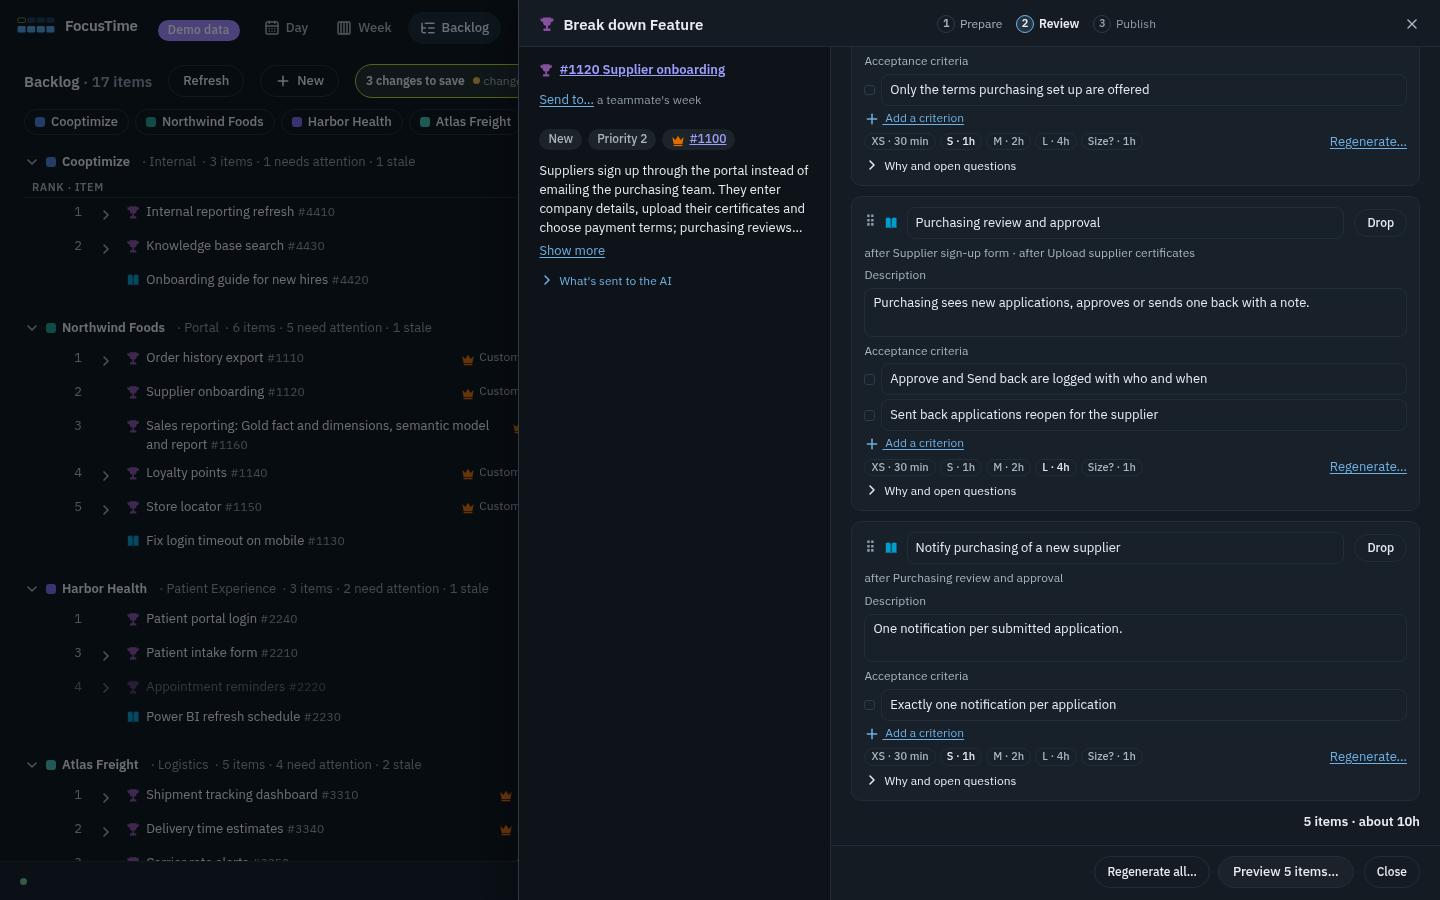 FocusTime
Demo data
Day
Week
Backlog
Backlog · 17 items
Refresh
New
3 changes to save
Cooptimize
Northwind Foods
Harbor Health
Atlas Freight
Cooptimize · Internal · 3 items · 1 needs attention · 1 stale
RANK · ITEM
1 Internal reporting refresh #4410
2 Knowledge base search #4430
Onboarding guide for new hires #4420
Northwind Foods · Portal · 6 items · 5 need attention · 1 stale
1 Order history export #1110
2 Supplier onboarding #1120
3 Sales reporting: Gold fact and dimensions, semantic model
and report #1160
4 Loyalty points #1140
5 Store locator #1150
Fix login timeout on mobile #1130
Harbor Health · Patient Experience · 3 items · 2 need attention · 1 stale
1 Patient portal login #2240
3 Patient intake form #2210
4 Appointment reminders #2220
Power BI refresh schedule #2230
Atlas Freight · Logistics · 5 items · 4 need attention · 2 stale
1 Shipment tracking dashboard #3310
2 Delivery time estimates #3340
Break down Feature
1 Prepare
2 Review
3 Publish
#1120 Supplier onboarding
Send to... a teammate's week
New
Priority 2
#1100
Suppliers sign up through the portal instead of
emailing the purchasing team. They enter
company details, upload their certificates and
choose payment terms; purchasing reviews...
Show more
What's sent to the AI
Acceptance criteria
Only the terms purchasing set up are offered
Add a criterion
XS · 30 min S · 1h M · 2h L · 4h Size? · 1h Regenerate...
Why and open questions
Purchasing review and approval
Drop
after Supplier sign-up form · after Upload supplier certificates
Description
Purchasing sees new applications, approves or sends one back with a note.
Acceptance criteria
Approve and Send back are logged with who and when
Sent back applications reopen for the supplier
Add a criterion
XS · 30 min S · 1h M · 2h L · 4h Size? · 1h Regenerate...
Why and open questions
Notify purchasing of a new supplier
Drop
after Purchasing review and approval
Description
One notification per submitted application.
Acceptance criteria
Exactly one notification per application
Add a criterion
XS · 30 min S · 1h M · 2h L · 4h Size? · 1h Regenerate...
Why and open questions
5 items · about 10h
Regenerate all...
Preview 5 items...
Close